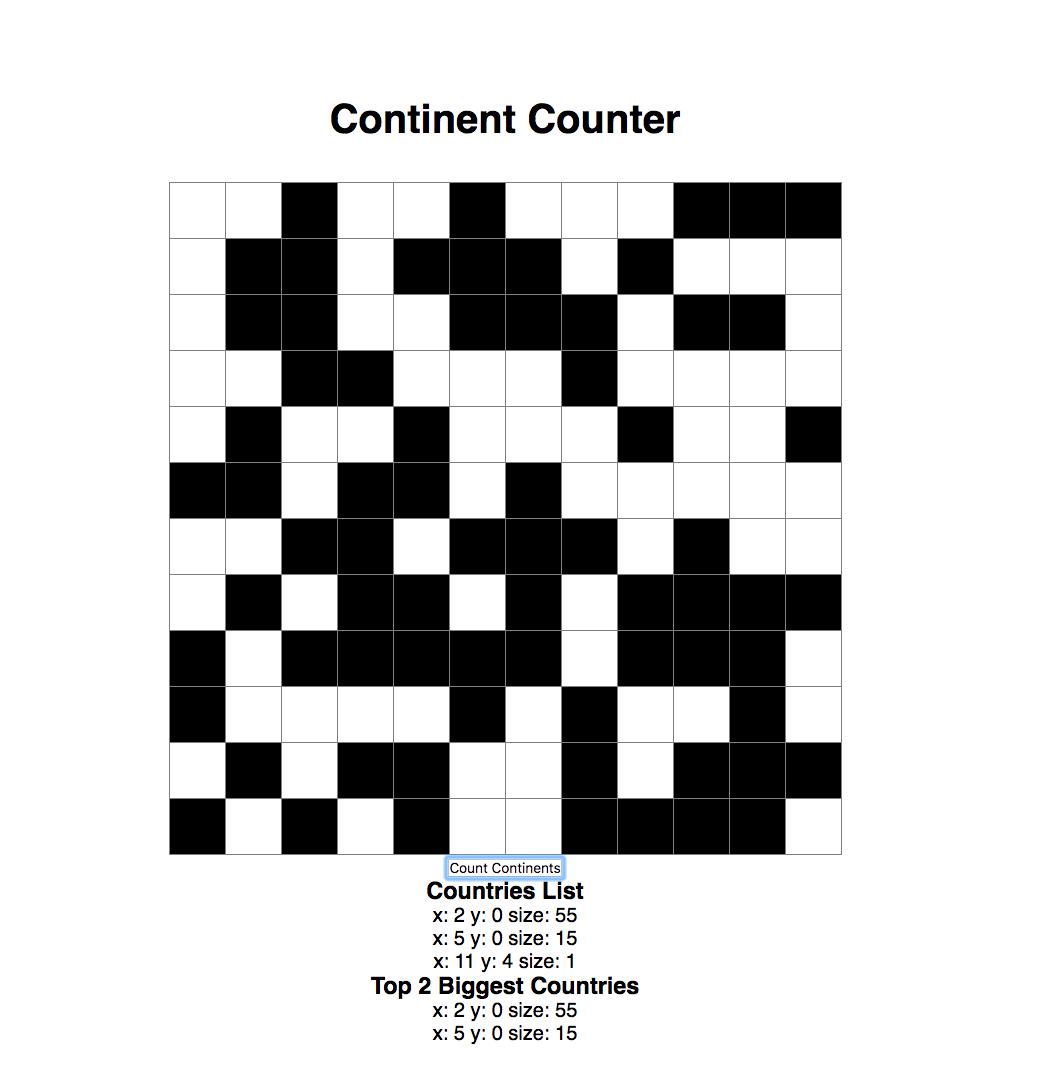 Continent Counter
Count Continents
Countries List
x: 2 y: 0 size: 55
x: 5 y: 0 size: 15
x: 11 y: 4 size: 1
Top 2 Biggest Countries
x: 2 y: 0 size: 55
x: 5 y: 0 size: 15